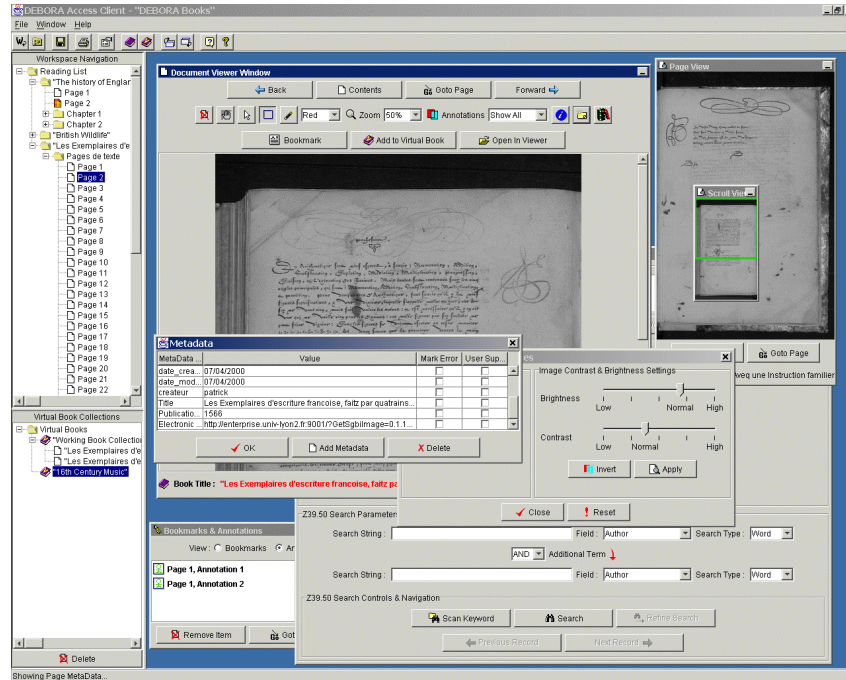 DEBORA Access Client - "DEBORA Books"
File Window Help
Workspace Navigation
Reading List
"The history of Englar
Page 1
Page 2
Chapter 1
Chapter 2
"British Wildlife"
"Les Exemplaires d'e
Pages de texte
Page 1
Page 2
Page 3
Page 4
Page 5
Page 6
Page 7
Page 8
Page 9
Page 10
Page 11
Page 12
Page 13
Page 14
Page 15
Page 16
Page 17
Page 18
Page 19
Page 20
Page 21
Page 22
Virtual Book Collections
Virtual Books
"Working Book Collection
"Les Exemplaires d'e
"Les Exemplaires d'e
"16th Century Music"
Delete
Showing Page MetaData...
Document Viewer Window
Back Contents Goto Page Forward
Red Zoom 50% Annotations Show All
Bookmark Add to Virtual Book Open In Viewer
Book Title : "Les Exemplaires d'escriture francoise, faitz pa
Page View
Scroll View
Goto Page
Aveq une Instruction familier
Metadata
MetaData ... Value Mark Error User Sup...
date_crea... 07/04/2000
date_mod... 07/04/2000
createur patrick
Title Les Exemplaires d'escriture francoise, faitz par quatrains...
Publicatio... 1566
Electronic http://enterprise.univ-lyon2.fr:9001/?GetSgbiImage=0.1.1...
OK Add Metadata Delete
es
Image Contrast & Brightness Settings
Brightness
Low Normal High
Contrast
Low Normal High
Invert Apply
Close Reset
Bookmarks & Annotations
View : Bookmarks An
Page 1, Annotation 1
Page 1, Annotation 2
Remove Item Got
Z39.50 Search Parameters
Search String : Field : Author Search Type : Word
AND Additional Term
Search String : Field : Author Search Type : Word
Z39.50 Search Controls & Navigation
Scan Keyword Search Refine Search
Previous Record Next Record